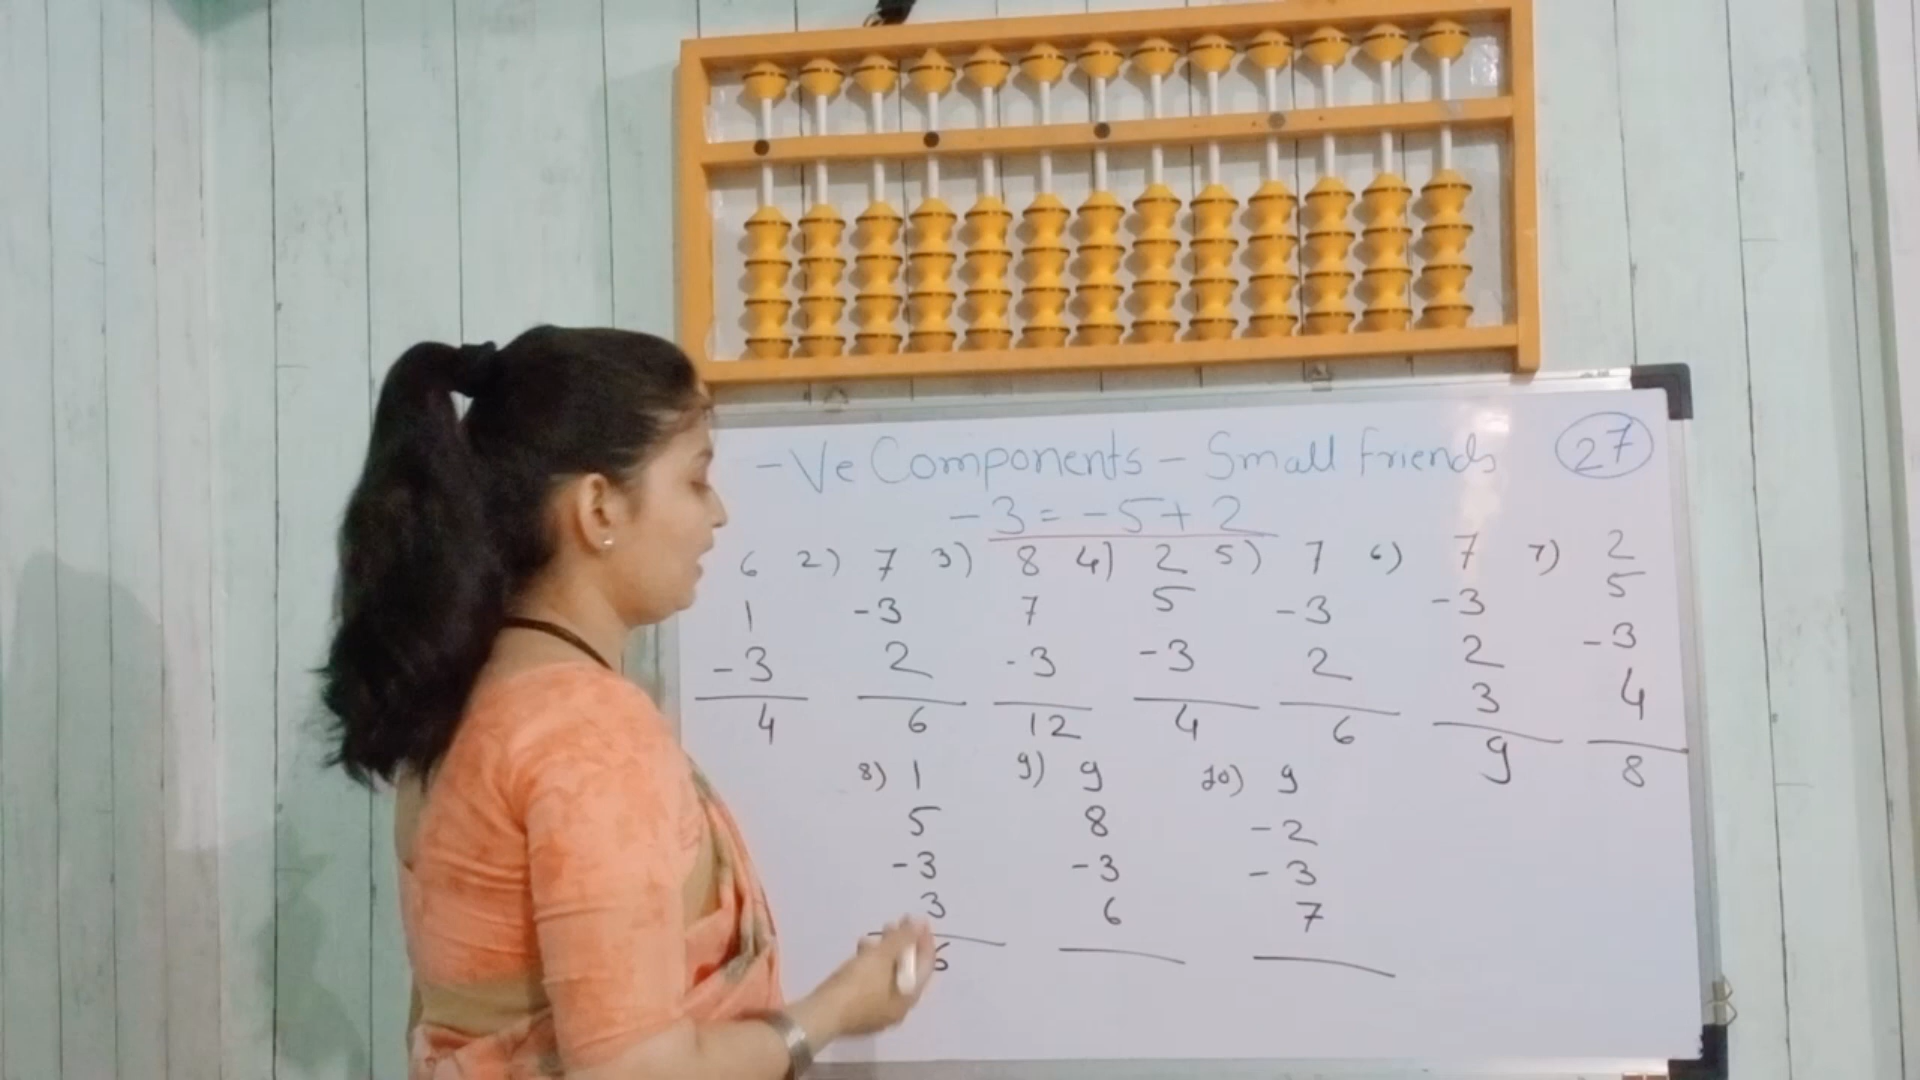 -Ve Components - Small friends 27
-3 = -5 + 2
6 2) 7 3) 8 4) 2 5) 7 6) 7 7) 2
1 -3 7 5 -3 -3 5
-3 2 -3 -3 2 2 -3
3 4
4 6 12 4 6 9 8
8) 1 9) 9 10) 9
5 8 -2
-3 -3 -3
3 6 7
6